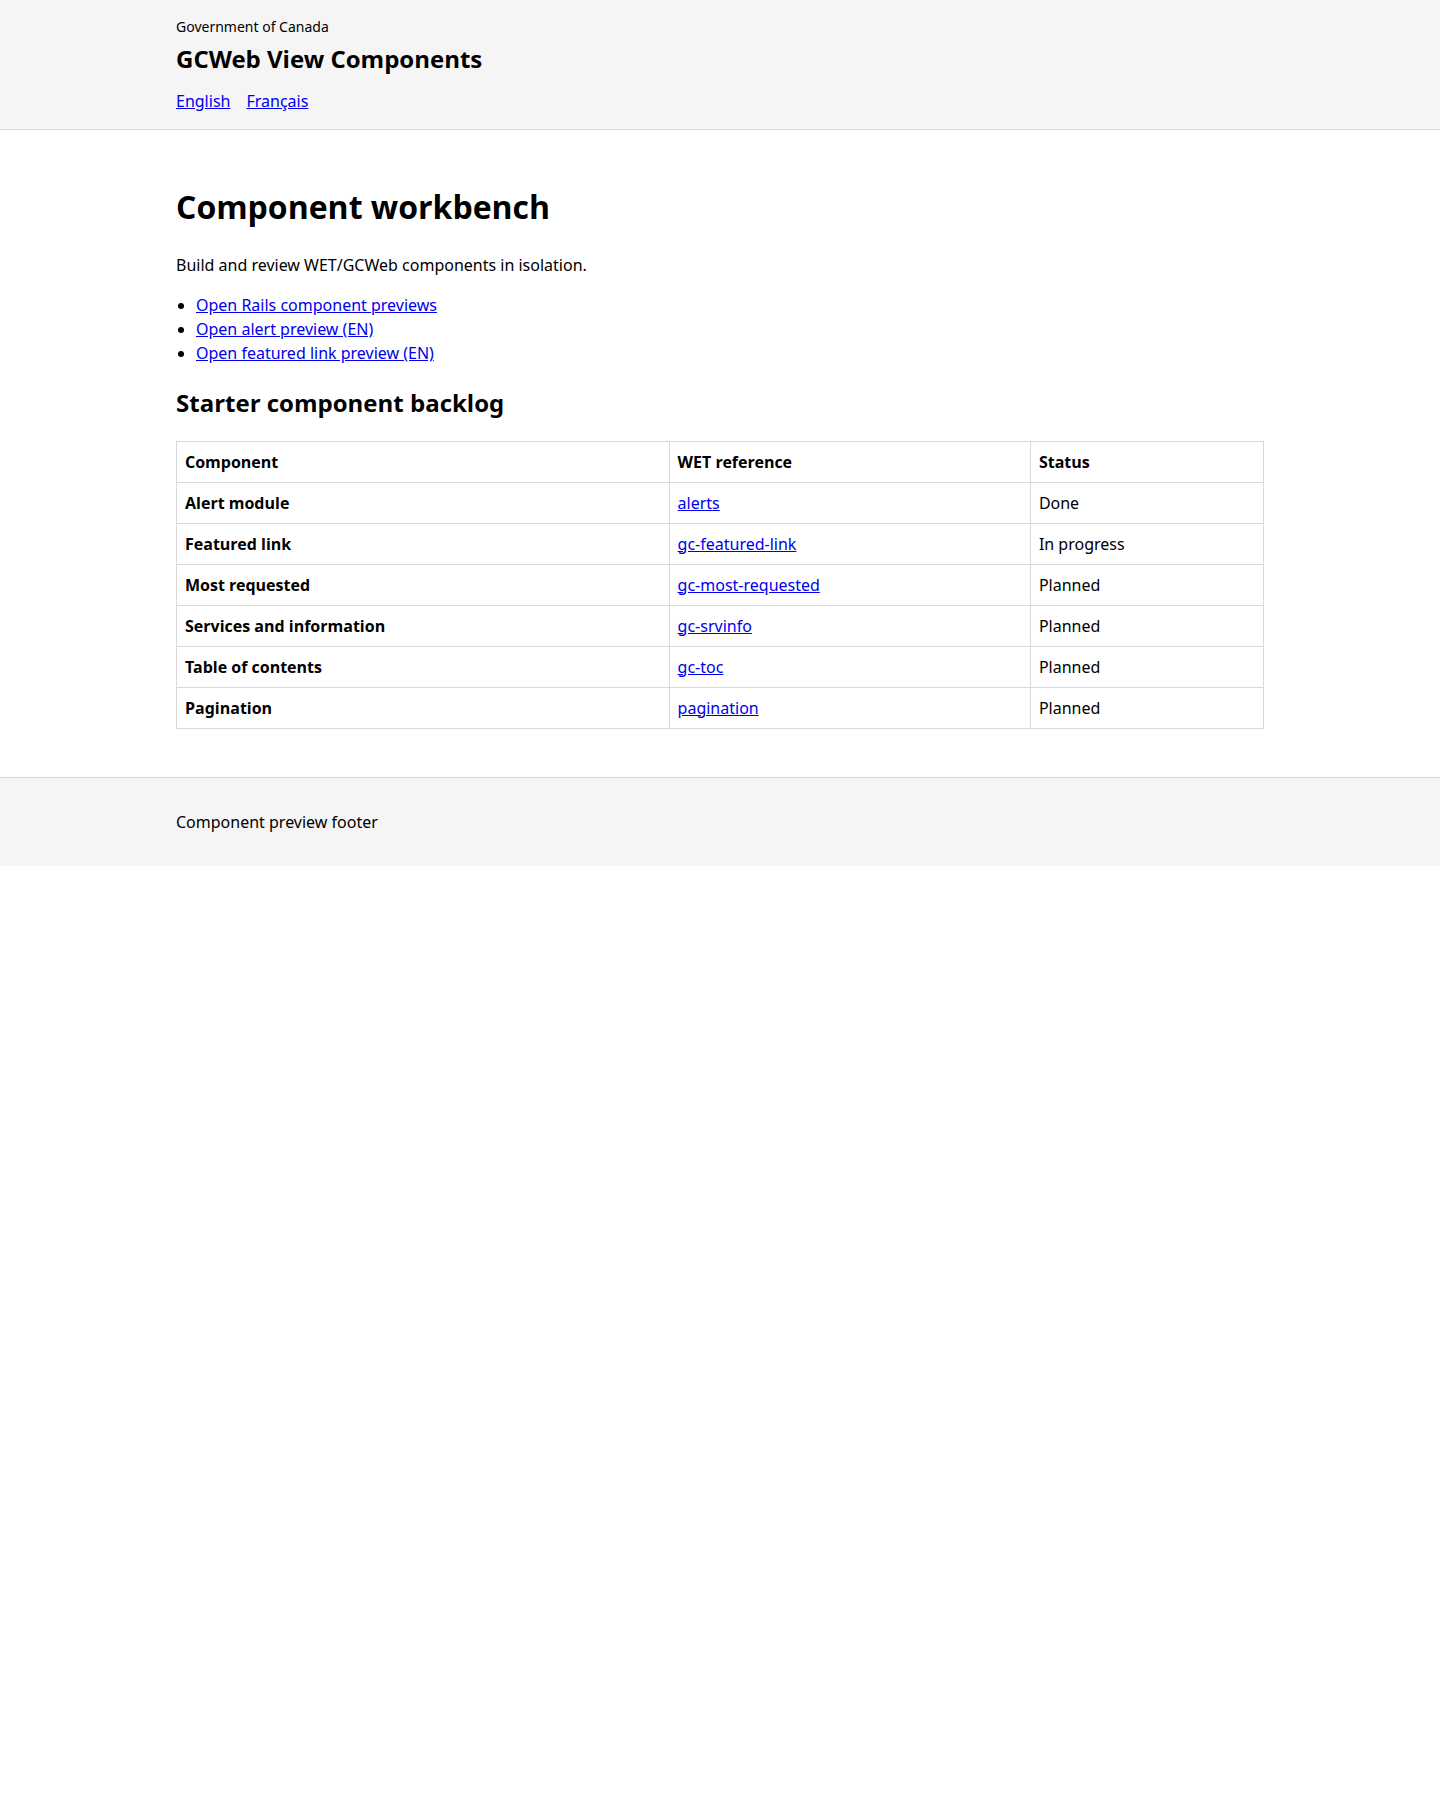 Government of Canada
GCWeb View Components
English Français
Component workbench
Build and review WET/GCWeb components in isolation.
Open Rails component previews
Open alert preview (EN)
Open featured link preview (EN)
Starter component backlog
Component WET reference Status
Alert module alerts Done
Featured link gc-featured-link In progress
Most requested gc-most-requested Planned
Services and information gc-srvinfo Planned
Table of contents gc-toc Planned
Pagination pagination Planned
Component preview footer